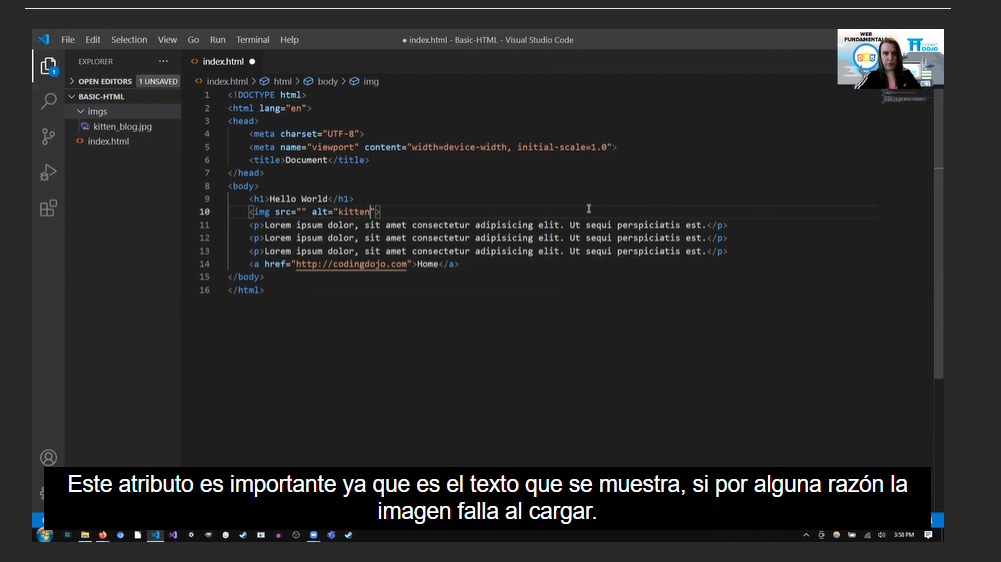 File Edit Selection View Go Run Terminal Help
● index.html - Basic-HTML - Visual Studio Code
WEB
FUNDAMENTALS
CODING
DOJO
EXPLORER ···
index.html ●
OPEN EDITORS 1 UNSAVED
index.html > html > body > img
BASIC-HTML
imgs
kitten_blog.jpg
index.html
1 <!DOCTYPE html>
2 <html lang="en">
3 <head>
4 <meta charset="UTF-8">
5 <meta name="viewport" content="width=device-width, initial-scale=1.0">
6 <title>Document</title>
7 </head>
8 <body>
9 <h1>Hello World</h1>
10 <img src="" alt="kitten">
11 <p>Lorem ipsum dolor, sit amet consectetur adipisicing elit. Ut sequi perspiciatis est.</p>
12 <p>Lorem ipsum dolor, sit amet consectetur adipisicing elit. Ut sequi perspiciatis est.</p>
13 <p>Lorem ipsum dolor, sit amet consectetur adipisicing elit. Ut sequi perspiciatis est.</p>
14 <a href="http://codingdojo.com">Home</a>
15 </body>
16 </html>
Este atributo es importante ya que es el texto que se muestra, si por alguna razón la
imagen falla al cargar.
3:58 PM